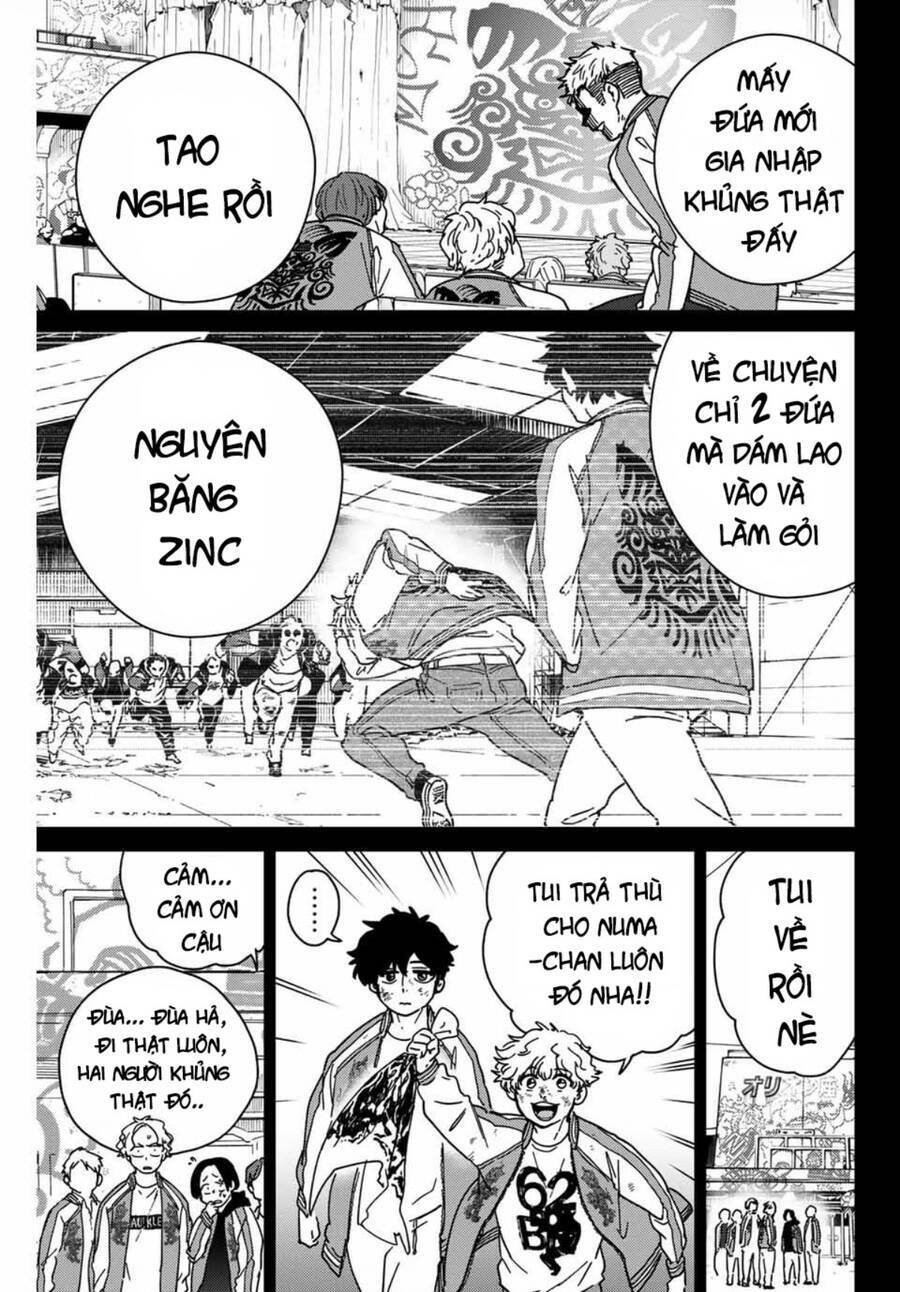 MẤY
ĐỨA MỚI
GIA NHẬP
KHỦNG THẬT
ĐẤY
TAO
NGHE RỒI
VỀ CHUYỆN
CHỈ 2 ĐỨA
MÀ DÁM LAO
VÀO VÀ
LÀM GỎI
NGUYÊN
BĂNG
ZINC
TUI
VỀ
RỒI
NÈ
オリ
TUI TRẢ THÙ
CHO NUMA
-CHAN LUÔN
ĐÓ NHA!!
......
62
CẢM...
CẢM ƠN
CẬU
ĐÙA... ĐÙA HẢ,
ĐI THẬT LUÔN,
HAI NGƯỜI KHỦNG
THẬT ĐÓ..